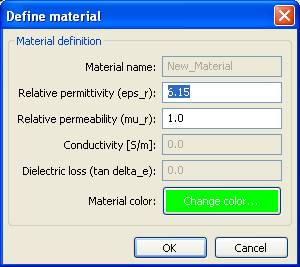 Define material
Material definition
Material name: New_Material
Relative permittivity (eps_r): 6.15
Relative permeability (mu_r): 1.0
Conductivity [S/m]: 0.0
Dielectric loss (tan delta_e): 0.0
Material color: Change color...
OK Cancel